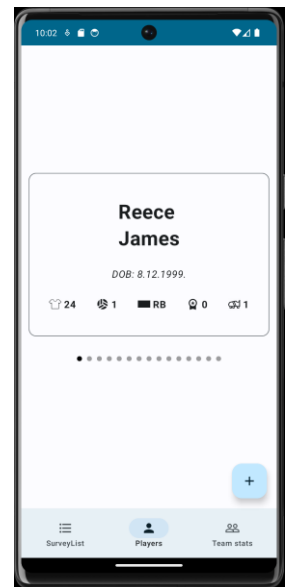 10:02
Reece
James
DOB: 8.12.1999.
24 1 RB 0 1
+
SurveyList Players Team stats